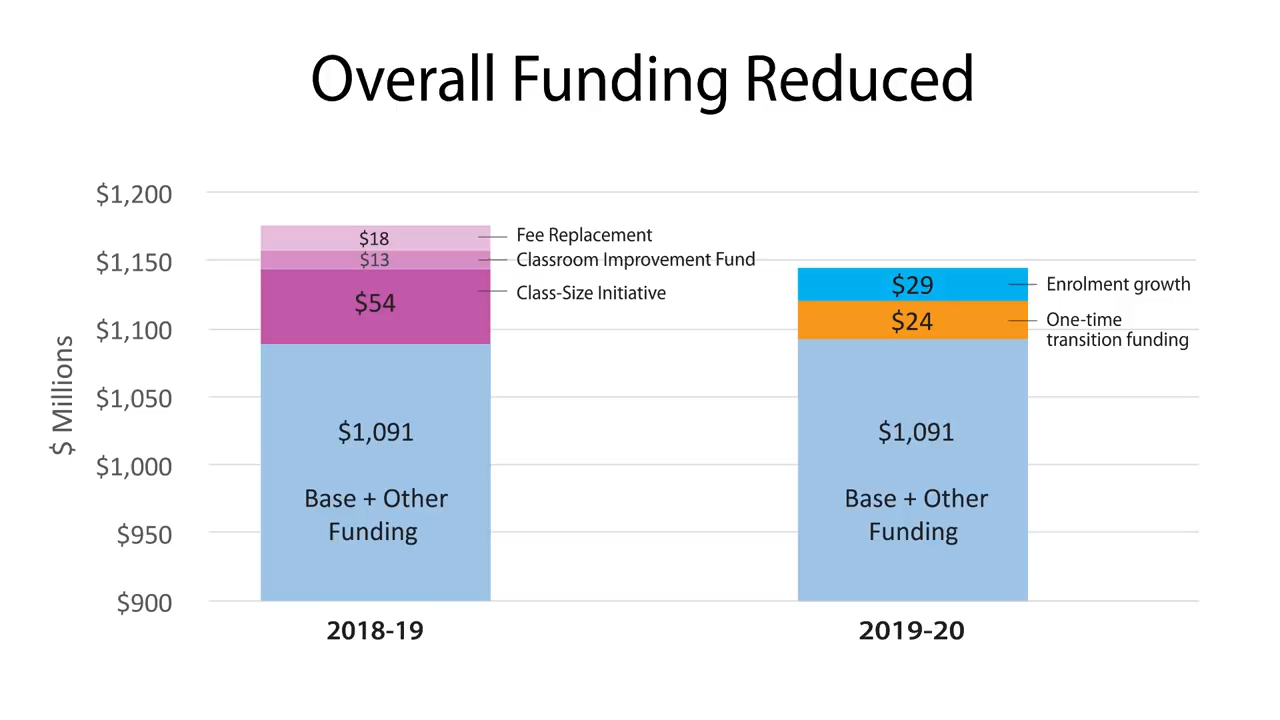 Overall Funding Reduced
$ Millions
$1,200
$1,150
$1,100
$1,050
$1,000
$950
$900
$18
Fee Replacement
$13
Classroom Improvement Fund
$54
Class-Size Initiative
$1,091
Base + Other
Funding
2018-19
$29
Enrolment growth
$24
One-time
transition funding
$1,091
Base + Other
Funding
2019-20